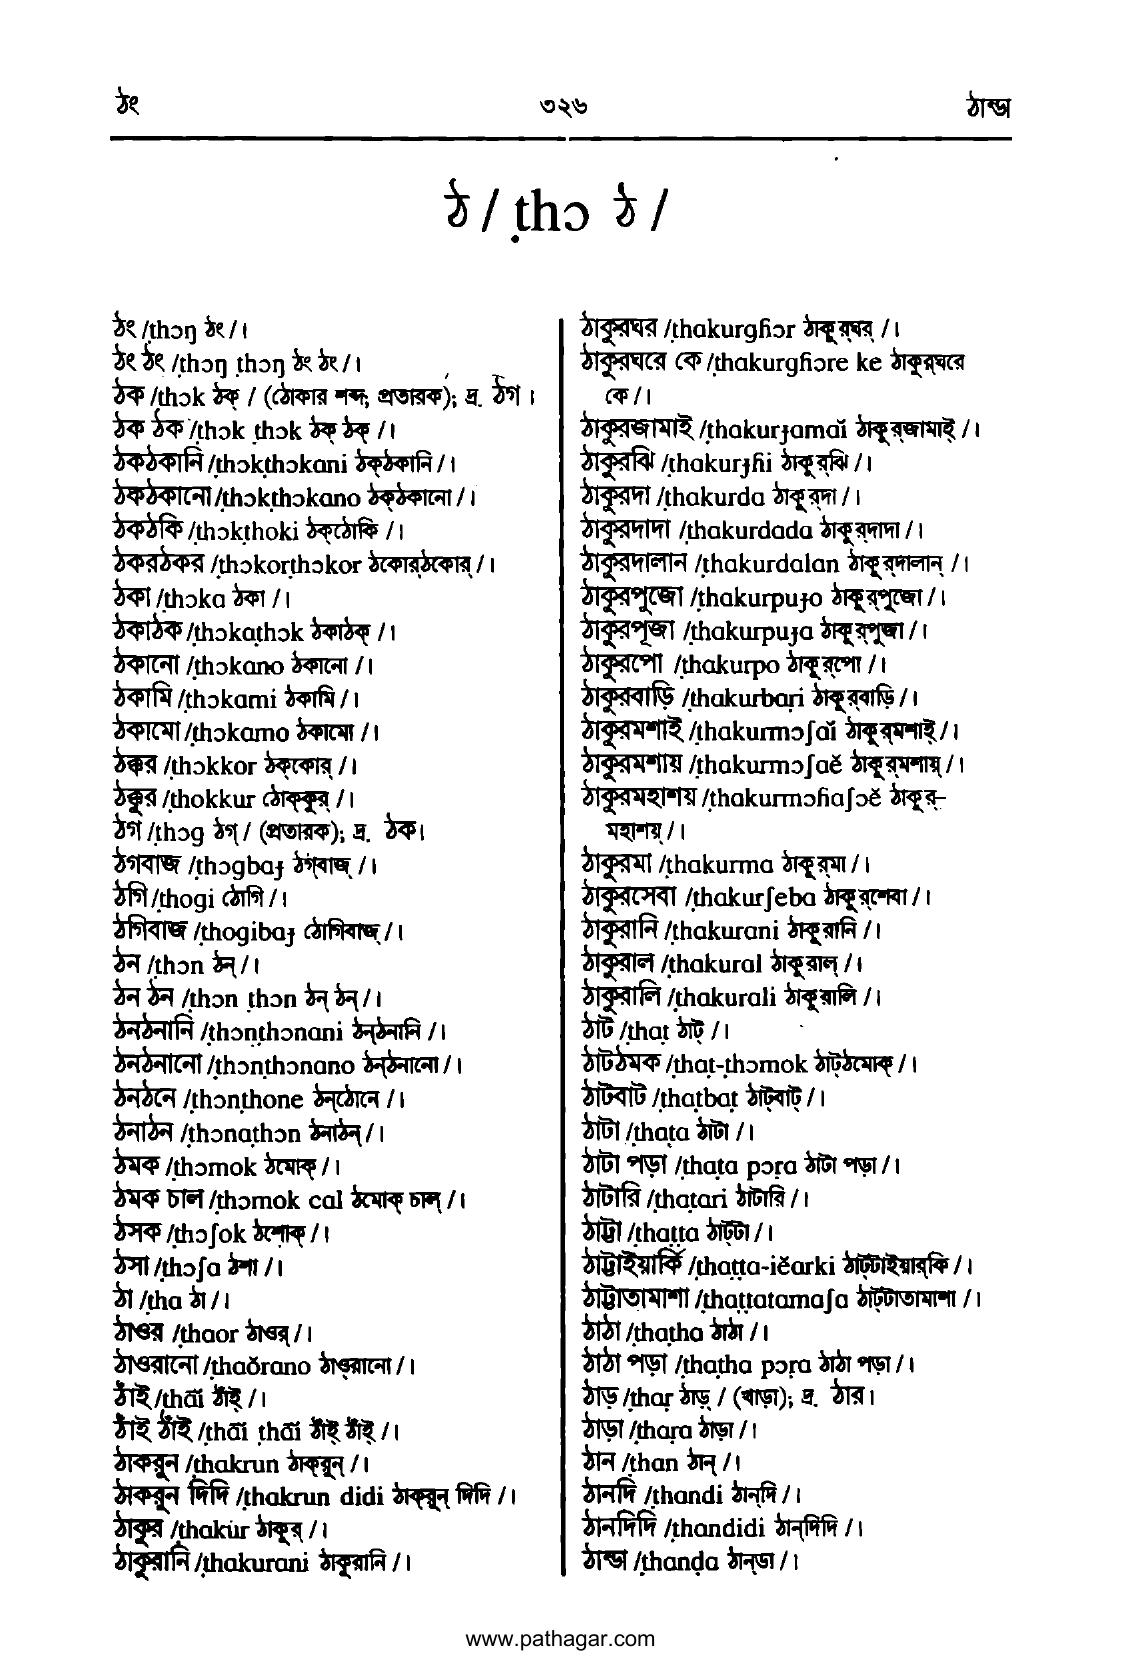 ঠং ৩২৬ ঠান্ডা
ঠ / ṭhɔ ঠ /
ঠং /ṭhɔŋ ঠং / ।
ঠং ঠং /ṭhɔŋ ṭhɔŋ ঠং ঠং / ।
ঠক /ṭhɔk ঠক্ / (ঠোকার শব্দ; প্রতারক); দ্র. ঠগ ।
ঠক ঠক /ṭhɔk ṭhɔk ঠক্ ঠক্ / ।
ঠকঠকানি /ṭhɔkṭhɔkani ঠক্ঠকানি / ।
ঠকঠকানো /ṭhɔkṭhɔkano ঠক্ঠকানো / ।
ঠকঠকি /ṭhɔkṭhoki ঠক্ঠোকি / ।
ঠকরঠকর /ṭhɔkorṭhɔkor ঠকোর্ঠকোর্ / ।
ঠকা /ṭhɔka ঠকা / ।
ঠকাঠক /ṭhɔkaṭhɔk ঠকাঠক্ / ।
ঠকানো /ṭhɔkano ঠকানো / ।
ঠকামি /ṭhɔkami ঠকামি / ।
ঠকামো /ṭhɔkamo ঠকামো / ।
ঠক্কর /ṭhɔkkor ঠক্কোর্ / ।
ঠক্কুর /ṭhokkur ঠোক্কুর্ / ।
ঠগ /ṭhɔg ঠগ্ / (প্রতারক); দ্র. ঠক।
ঠগবাজ /ṭhɔgbaɟ ঠগ্বাজ্ / ।
ঠগি /ṭhogi ঠোগি / ।
ঠগিবাজ /ṭhogibaɟ ঠোগিবাজ্ / ।
ঠন /ṭhɔn ঠন্ / ।
ঠন ঠন /ṭhɔn ṭhɔn ঠন্ ঠন্ / ।
ঠনঠনানি /ṭhɔnṭhɔnani ঠন্ঠনানি / ।
ঠনঠনানো /ṭhɔnṭhɔnano ঠন্ঠনানো / ।
ঠনঠনে /ṭhɔnṭhone ঠন্ঠোনে / ।
ঠনাঠন /ṭhɔnaṭhɔn ঠনাঠন্ / ।
ঠমক /ṭhɔmok ঠমোক্ / ।
ঠমক চাল /ṭhɔmok cal ঠমোক্ চাল্ / ।
ঠসক /ṭhɔʃok ঠশোক্ / ।
ঠসা /ṭhɔʃa ঠশা / ।
ঠা /ṭha ঠা / ।
ঠাওর /ṭhaor ঠাওর্ / ।
ঠাওরানো /ṭhaŏrano ঠাও্রানো / ।
ঠাঁই /ṭhãĭ ঠাঁই্ / ।
ঠাঁই ঠাঁই /ṭhãĭ ṭhãĭ ঠাঁই্ ঠাঁই্ / ।
ঠাকরুন /ṭhakrun ঠাক্রুন্ / ।
ঠাকরুন দিদি /ṭhakrun didi ঠাক্রুন্ দিদি / ।
ঠাকুর /ṭhakur ঠাকুর্ / ।
ঠাকুরানি /ṭhakurani ঠাকুরানি / ।
ঠাকুরঘর /ṭhakurgɦɔr ঠাকুর্ঘর্ / ।
ঠাকুরঘরে কে /ṭhakurgɦɔre ke ঠাকুর্ঘরে
কে / ।
ঠাকুরজামাই /ṭhakurɟamaĭ ঠাকুর্জামাই্ / ।
ঠাকুরঝি /ṭhakurɟɦi ঠাকুর্ঝি / ।
ঠাকুরদা /ṭhakurda ঠাকুর্দা / ।
ঠাকুরদাদা /ṭhakurdada ঠাকুর্দাদা / ।
ঠাকুরদালান /ṭhakurdalan ঠাকুর্দালান্ / ।
ঠাকুরপুজো /ṭhakurpuɟo ঠাকুর্পুজো / ।
ঠাকুরপূজা /ṭhakurpuɟa ঠাকুর্পুজা / ।
ঠাকুরপো /ṭhakurpo ঠাকুর্পো / ।
ঠাকুরবাড়ি /ṭhakurbaṛi ঠাকুর্বাড়ি / ।
ঠাকুরমশাই /ṭhakurmɔʃaĭ ঠাকুর্মশাই্ / ।
ঠাকুরমশায় /ṭhakurmɔʃaĕ ঠাকুর্মশায়্ / ।
ঠাকুরমহাশয় /ṭhakurmɔɦaʃɔĕ ঠাকুর্–
মহাশয়্ / ।
ঠাকুরমা /ṭhakurma ঠাকুর্মা / ।
ঠাকুরসেবা /ṭhakurʃeba ঠাকুর্শেবা / ।
ঠাকুরানি /ṭhakurani ঠাকুরানি / ।
ঠাকুরাল /ṭhakural ঠাকুরাল্ / ।
ঠাকুরালি /ṭhakurali ঠাকুরালি / ।
ঠাট /ṭhaṭ ঠাট্ / ।
ঠাটঠমক /ṭhaṭ-ṭhɔmok ঠাট্ঠমোক্ / ।
ঠাটবাট /ṭhaṭbaṭ ঠাট্বাট্ / ।
ঠাটা /ṭhaṭa ঠাটা / ।
ঠাটা পড়া /ṭhaṭa pɔṛa ঠাটা পড়া / ।
ঠাটারি /ṭhaṭari ঠাটারি / ।
ঠাট্টা /ṭhaṭṭa ঠাট্টা / ।
ঠাট্টাইয়ার্কি /ṭhaṭṭa-iĕarki ঠাট্টাইয়ার্কি / ।
ঠাট্টাতামাশা /ṭhaṭṭatamaʃa ঠাট্টাতামাশা / ।
ঠাঠা /ṭhaṭha ঠাঠা / ।
ঠাঠা পড়া /ṭhaṭha pɔṛa ঠাঠা পড়া / ।
ঠাড় /ṭhaṛ ঠাড়্ / (খাড়া); দ্র. ঠার।
ঠাড়া /ṭhaṛa ঠাড়া / ।
ঠান /ṭhan ঠান্ / ।
ঠানদি /ṭhandi ঠান্দি / ।
ঠানদিদি /ṭhandidi ঠান্দিদি / ।
ঠান্ডা /ṭhanḍa ঠান্ডা / ।
www.pathagar.com